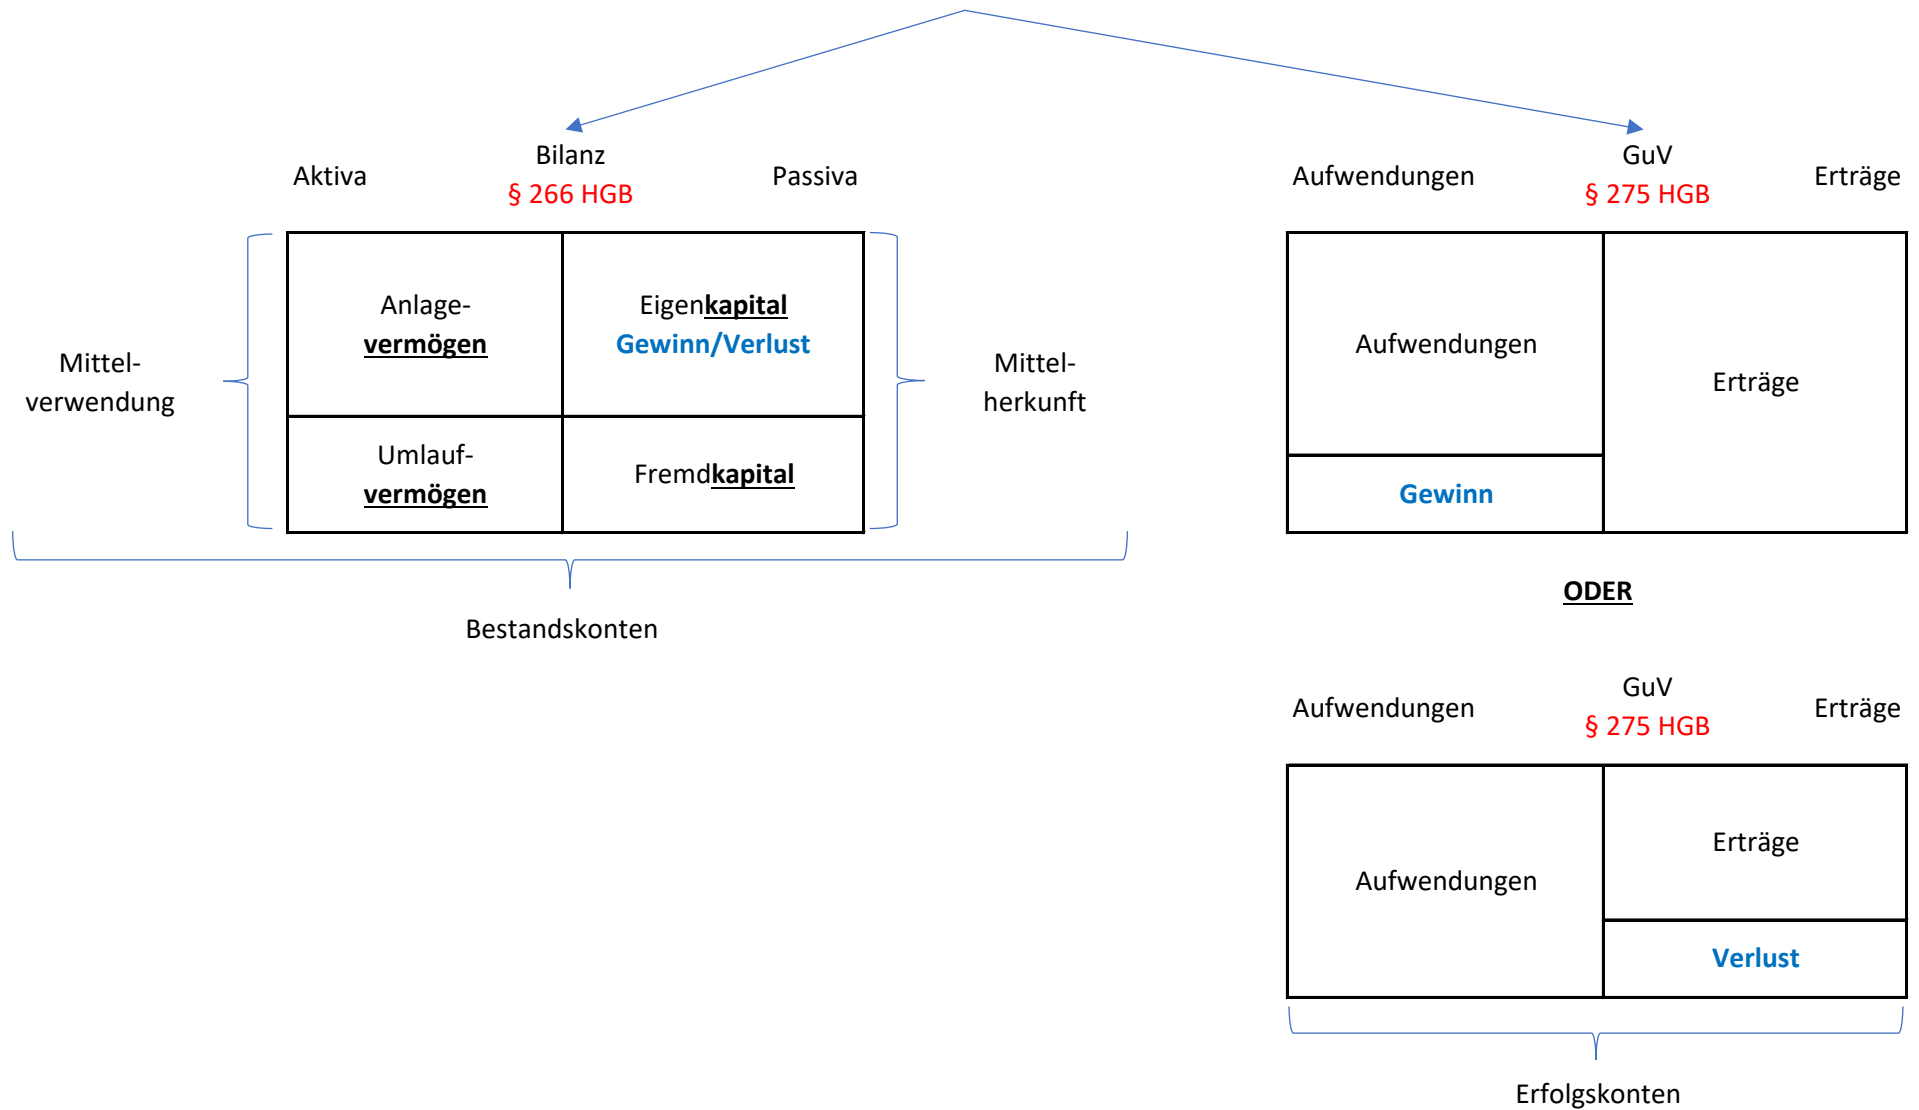 Bilanz
Aktiva
§ 266 HGB
Passiva
Mittel-
verwendung
Anlage-
vermögen
Eigenkapital
Gewinn/Verlust
Umlauf-
vermögen
Fremdkapital
Mittel-
herkunft
Bestandskonten
GuV
Aufwendungen
§ 275 HGB
Erträge
Aufwendungen
Erträge
Gewinn
ODER
GuV
Aufwendungen
§ 275 HGB
Erträge
Aufwendungen
Erträge
Verlust
Erfolgskonten